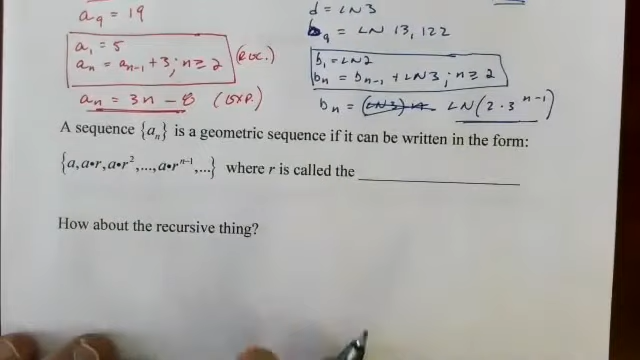 a₉ = 19
d = LN 3
b₉ = LN 13,122
a₁ = 5
aₙ = aₙ₋₁ + 3 ; n ≥ 2 (REC.)
b₁ = LN 2
bₙ = bₙ₋₁ + LN 3 ; n ≥ 2
aₙ = 3n - 8 (EXP.)
bₙ = LN(2·3ⁿ⁻¹)
A sequence {aₙ} is a geometric sequence if it can be written in the form:
{a, a•r, a•r²,..., a•rⁿ⁻¹,...} where r is called the
How about the recursive thing?